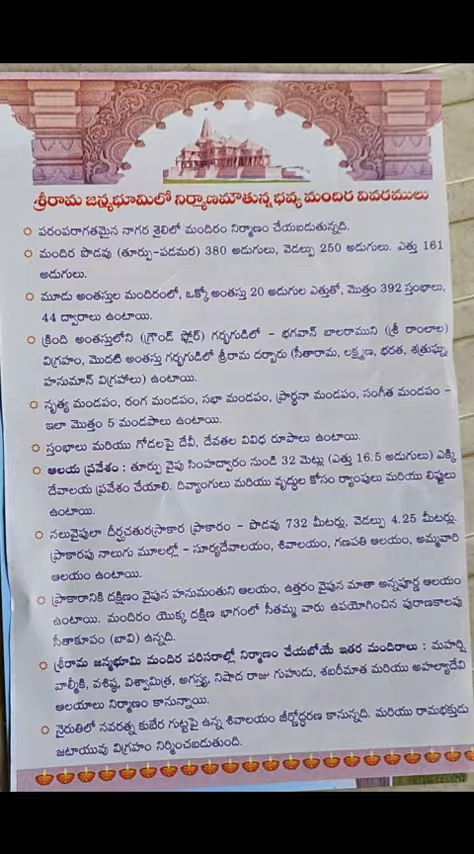 శ్రీరామ జన్మభూమిలో నిర్మాణమౌతున్న భవ్య మందిర వివరములు
పరంపరాగతమైన నాగర శైలిలో మందిరం నిర్మాణం చేయబడుతున్నది.
మందిర పొడవు (తూర్పు-పడమర) 380 అడుగులు, వెడల్పు 250 అడుగులు. ఎత్తు 161
అడుగులు.
మూడు అంతస్తుల మందిరంలో, ఒక్కో అంతస్తు 20 అడుగుల ఎత్తుతో, మొత్తం 392 స్తంభాలు,
44 ద్వారాలు ఉంటాయి.
క్రింది అంతస్తులోని (గ్రౌండ్ ఫ్లోర్) గర్భగుడిలో - భగవాన్ బాలరాముని (శ్రీ రాంలాల)
విగ్రహం, మొదటి అంతస్తు గర్భగుడిలో శ్రీరామ దర్బారు (సీతారామ, లక్ష్మణ, భరత, శత్రుఘ్న
హనుమాన్ విగ్రహాలు) ఉంటాయి.
నృత్య మండపం, రంగ మండపం, సభా మండపం, ప్రార్థనా మండపం, సంగీత మండపం -
ఇలా మొత్తం 5 మండపాలు ఉంటాయి.
స్తంభాలు మరియు గోడలపై దేవీ, దేవతల వివిధ రూపాలు ఉంటాయి.
ఆలయ ప్రవేశం : తూర్పు వైపు సింహద్వారం నుండి 32 మెట్లు (ఎత్తు 16.5 అడుగులు) ఎక్కి
దేవాలయ ప్రవేశం చేయాలి. దివ్యాంగులు మరియు వృద్ధుల కోసం ర్యాంపులు మరియు లిఫ్టులు
ఉంటాయి.
నలువైపులా దీర్ఘచతురస్రాకార ప్రాకారం - పొడవు 732 మీటర్లు, వెడల్పు 4.25 మీటర్లు.
ప్రాకారపు నాలుగు మూలల్లో - సూర్యదేవాలయం, శివాలయం, గణపతి ఆలయం, అమ్మవారి
ఆలయం ఉంటాయి.
ప్రాకారానికి దక్షిణం వైపున హనుమంతుని ఆలయం, ఉత్తరం వైపున మాతా అన్నపూర్ణ ఆలయం
ఉంటాయి. మందిరం యొక్క దక్షిణ భాగంలో సీతమ్మ వారు ఉపయోగించిన పురాణకాలపు
సీతాకూపం (బావి) ఉన్నది.
శ్రీరామ జన్మభూమి మందిర పరిసరాల్లో నిర్మాణం చేయబోయే ఇతర మందిరాలు : మహర్షి
వాల్మీకి, వశిష్ఠ, విశ్వామిత్ర, అగస్త్య, నిషాద రాజు గుహుడు, శబరీమాత మరియు అహల్యాదేవి
ఆలయాలు నిర్మాణం కానున్నాయి.
నైరుతిలో నవరత్న కుబేర గుట్టపై ఉన్న శివాలయం జీర్ణోద్ధరణ కానున్నది. మరియు రామభక్తుడు
జటాయువు విగ్రహం నిర్మించబడుతుంది.